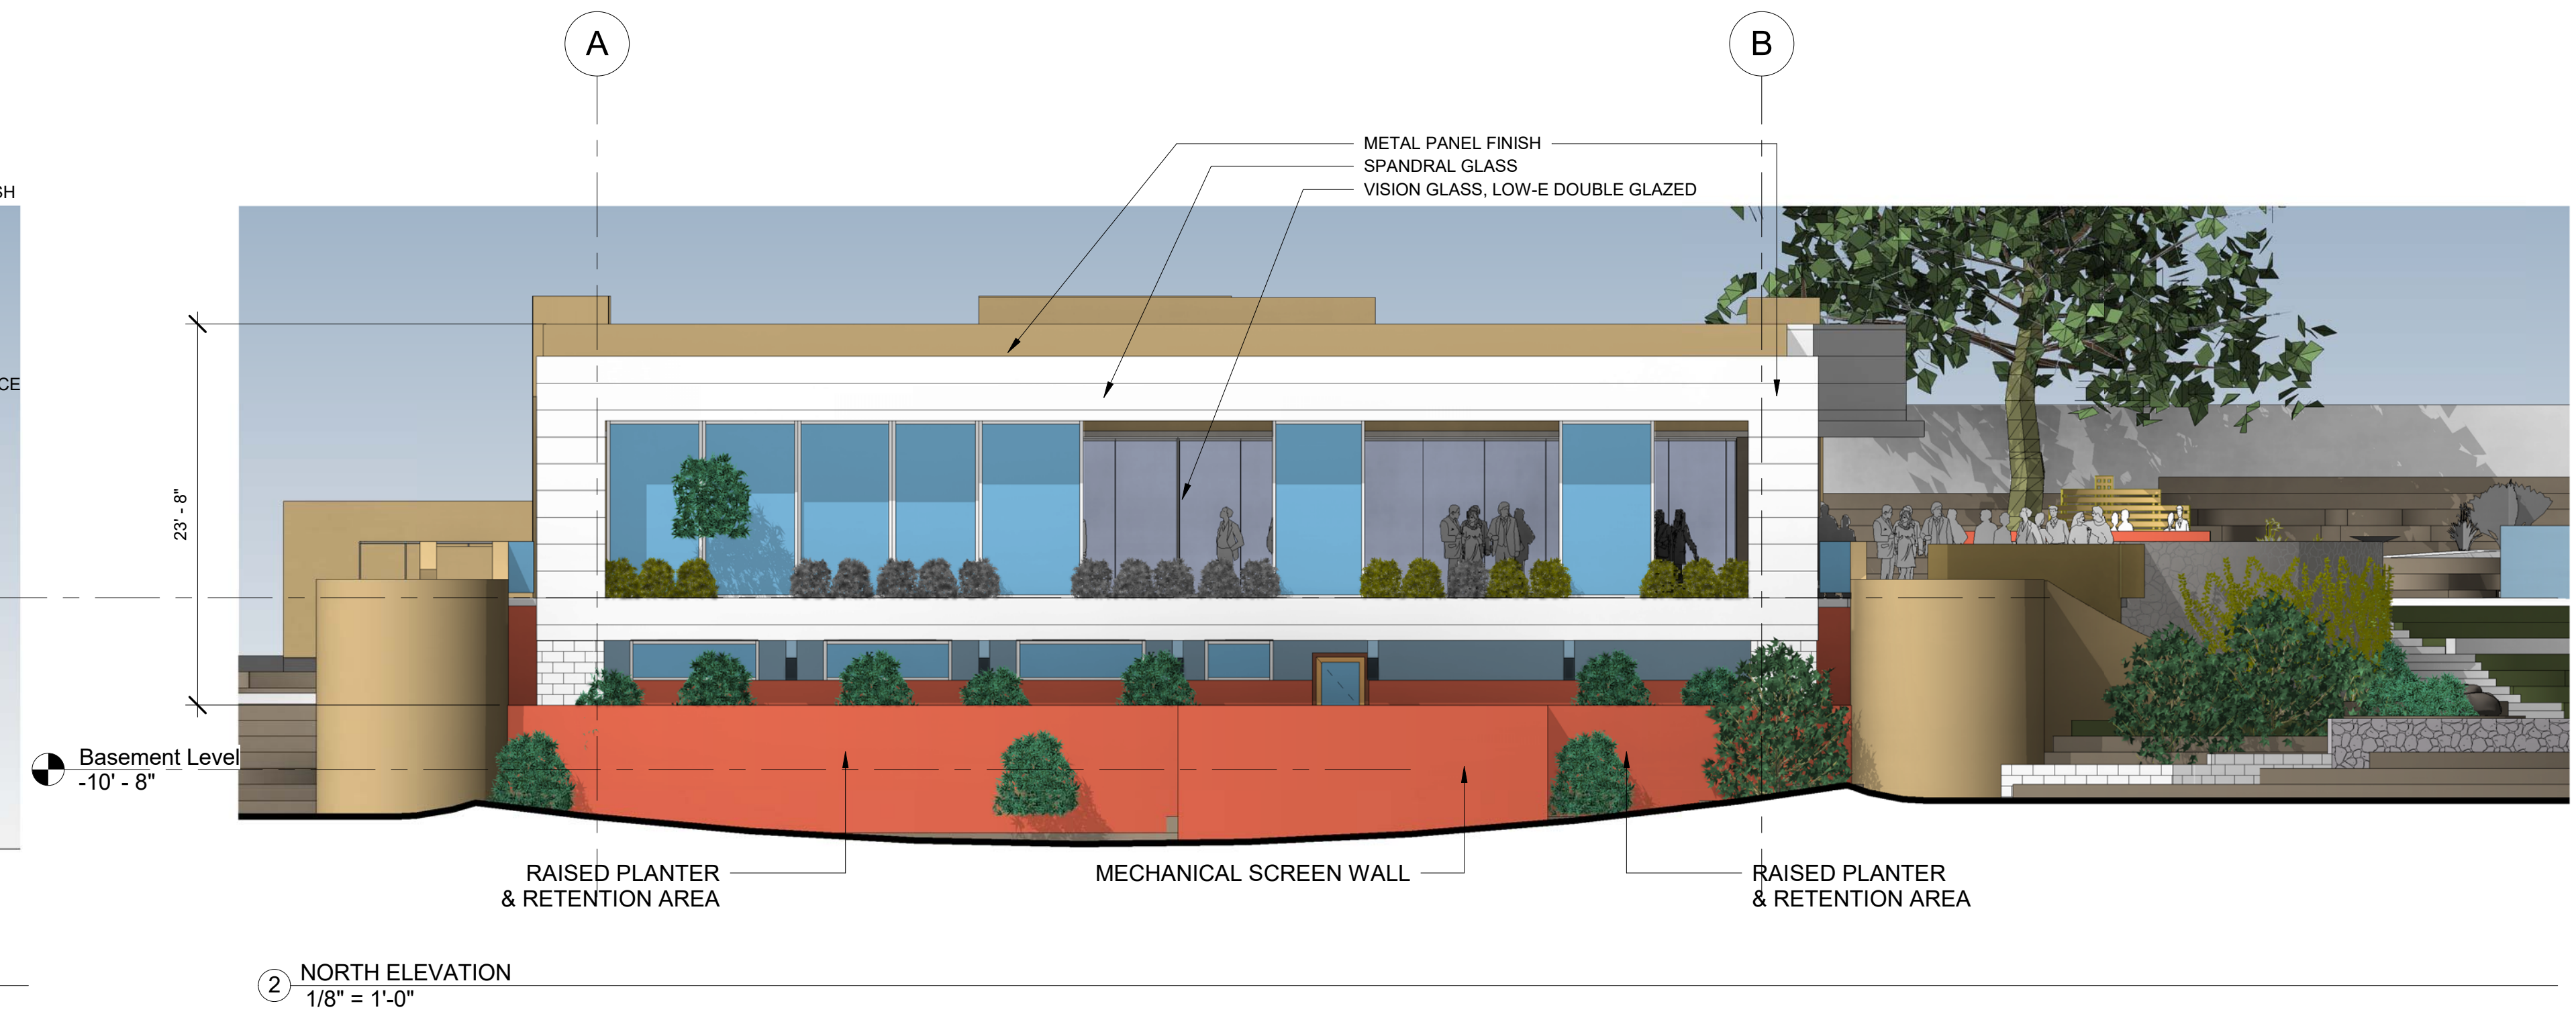 A
B
METAL PANEL FINISH
SPANDRAL GLASS
VISION GLASS, LOW-E DOUBLE GLAZED
SH
CE
23' - 8"
Basement Level
-10' - 8"
RAISED PLANTER
& RETENTION AREA
MECHANICAL SCREEN WALL
RAISED PLANTER
& RETENTION AREA
2
NORTH ELEVATION
1/8" = 1'-0"